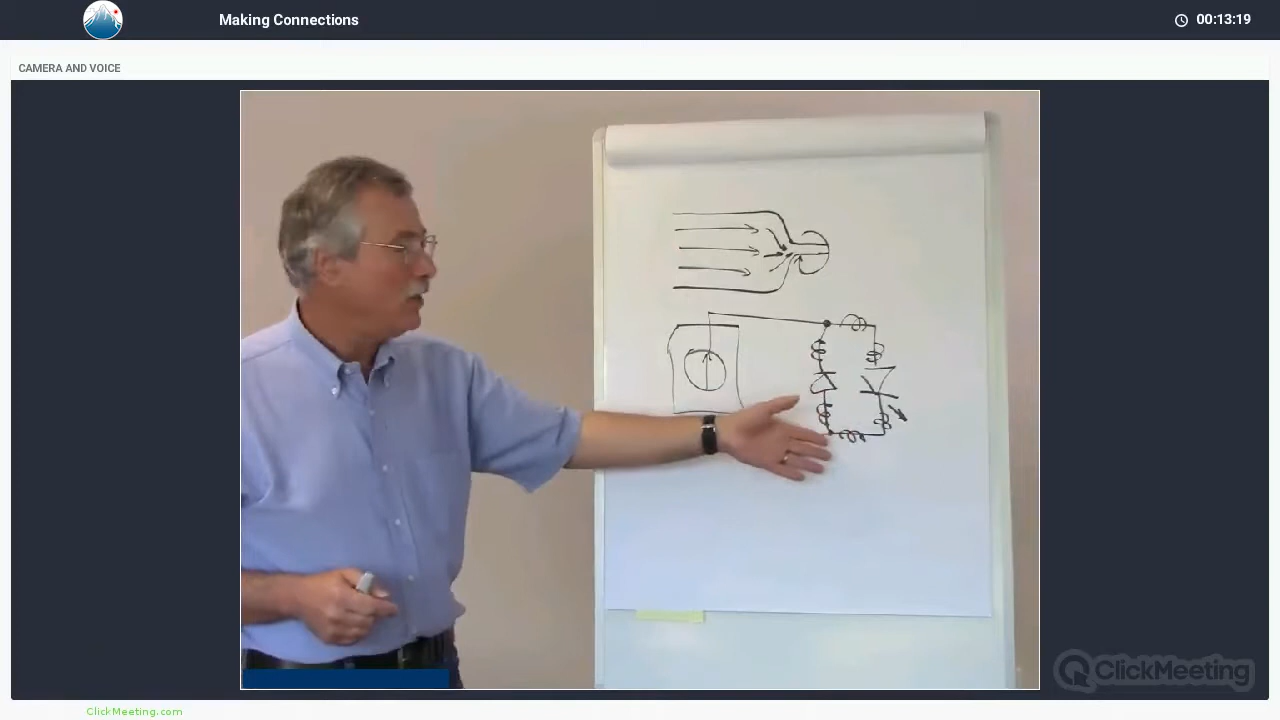 Making Connections
00:13:19
CAMERA AND VOICE
ClickMeeting
ClickMeeting.com